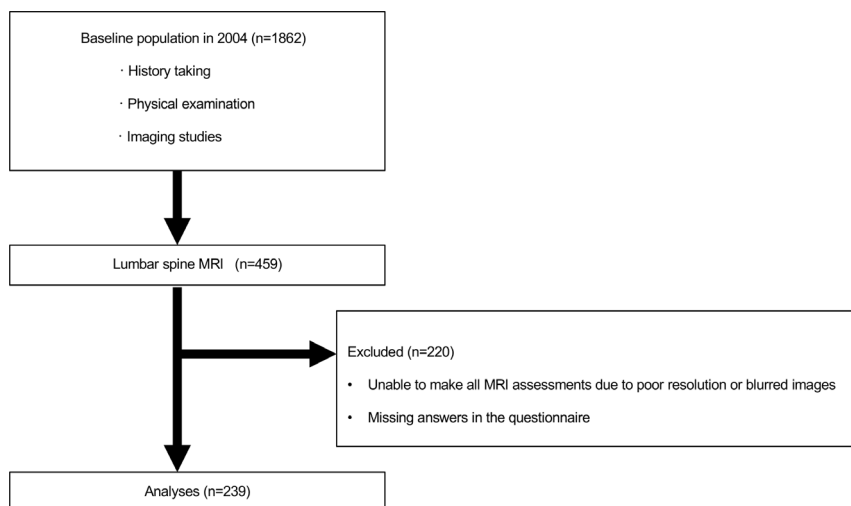 Baseline population in 2004 (n=1862)
· History taking
· Physical examination
· Imaging studies
Lumbar spine MRI (n=459)
Excluded (n=220)
• Unable to make all MRI assessments due to poor resolution or blurred images
• Missing answers in the questionnaire
Analyses (n=239)